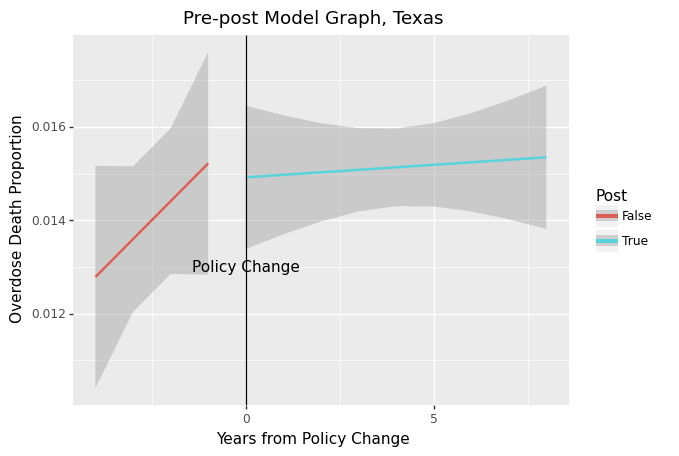 Pre-post Model Graph, Texas
Overdose Death Proportion
0.016
0.014
0.012
Policy Change
0
5
Years from Policy Change
Post
False
True